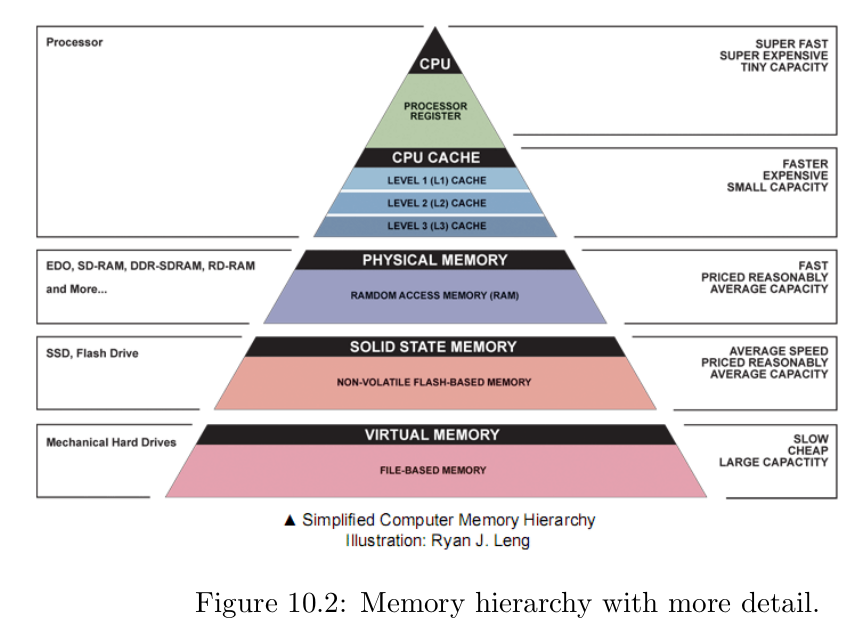 Processor
CPU
SUPER FAST
SUPER EXPENSIVE
TINY CAPACITY
PROCESSOR
REGISTER
CPU CACHE
LEVEL 1 (L1) CACHE
LEVEL 2 (L2) CACHE
LEVEL 3 (L3) CACHE
FASTER
EXPENSIVE
SMALL CAPACITY
EDO, SD-RAM, DDR-SDRAM, RD-RAM
and More...
PHYSICAL MEMORY
RAMDOM ACCESS MEMORY (RAM)
FAST
PRICED REASONABLY
AVERAGE CAPACITY
SSD, Flash Drive
SOLID STATE MEMORY
NON-VOLATILE FLASH-BASED MEMORY
AVERAGE SPEED
PRICED REASONABLY
AVERAGE CAPACITY
Mechanical Hard Drives
VIRTUAL MEMORY
FILE-BASED MEMORY
SLOW
CHEAP
LARGE CAPACTITY
▲ Simplified Computer Memory Hierarchy
Illustration: Ryan J. Leng
Figure 10.2: Memory hierarchy with more detail.